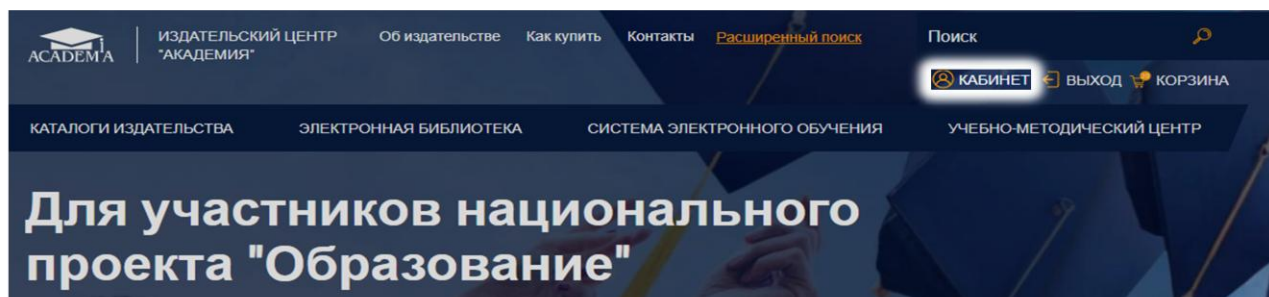 ACADEM'A
ИЗДАТЕЛЬСКИЙ ЦЕНТР
"АКАДЕМИЯ"
Об издательстве
Как купить
Контакты
Расширенный поиск
Поиск
КАБИНЕТ
ВЫХОД
КОРЗИНА
КАТАЛОГИ ИЗДАТЕЛЬСТВА
ЭЛЕКТРОННАЯ БИБЛИОТЕКА
СИСТЕМА ЭЛЕКТРОННОГО ОБУЧЕНИЯ
УЧЕБНО-МЕТОДИЧЕСКИЙ ЦЕНТР
Для участников национального
проекта "Образование"